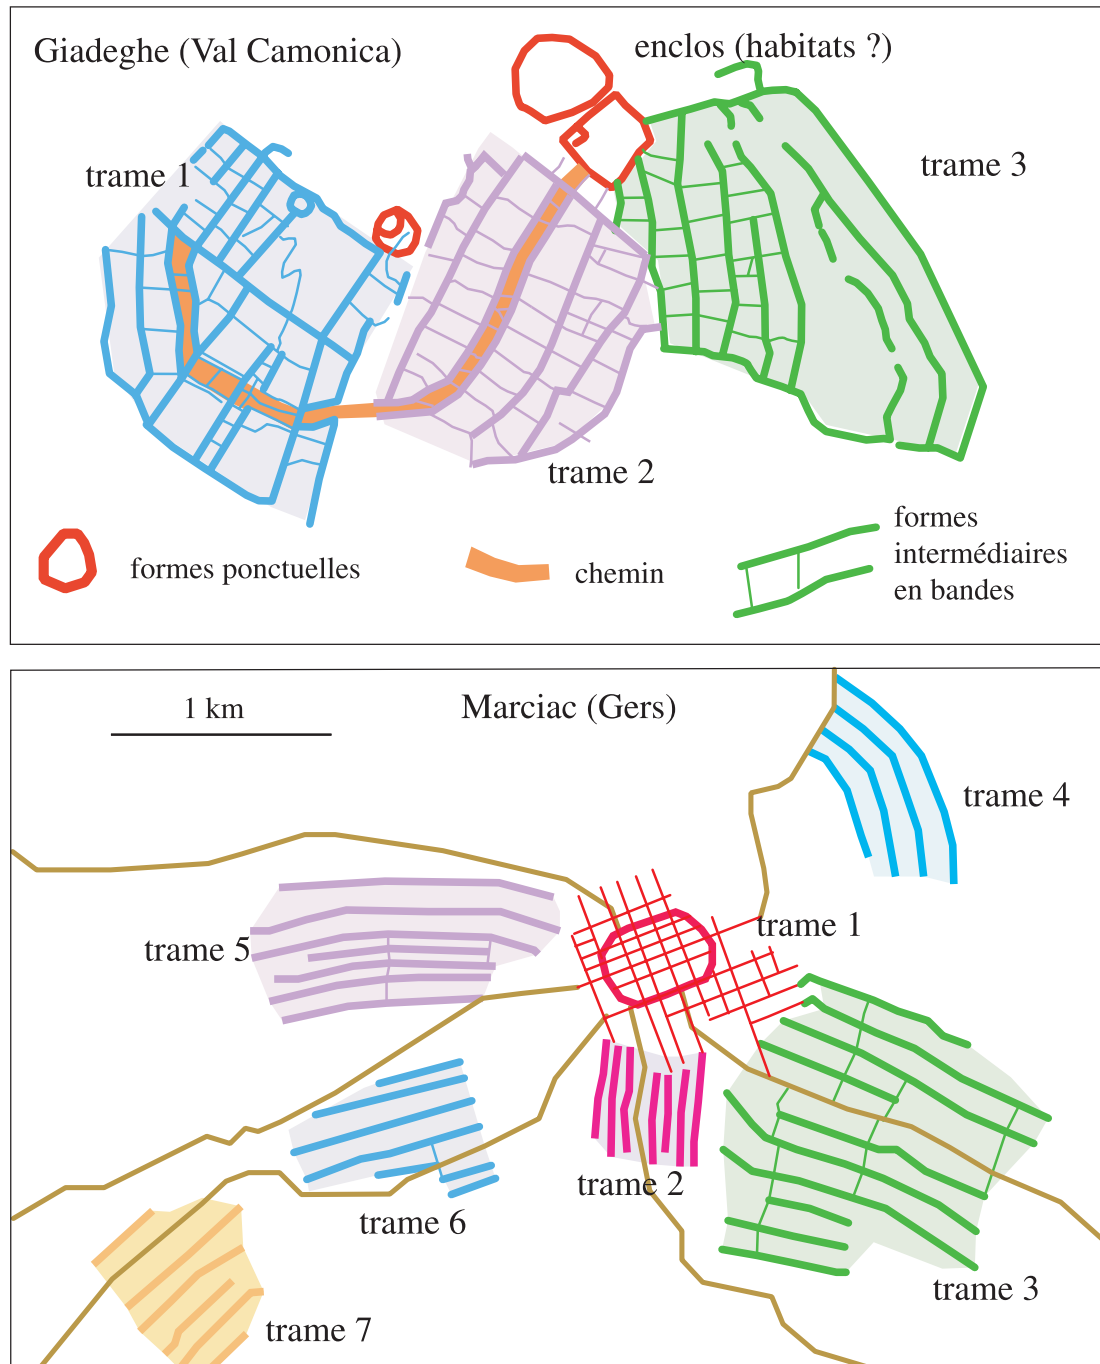 Giadeghe (Val Camonica)
enclos (habitats ?)
trame 1
trame 3
trame 2
formes ponctuelles
chemin
formes
intermédiaires
en bandes
1 km
Marciac (Gers)
trame 4
trame 1
trame 5
trame 2
trame 6
trame 3
trame 7